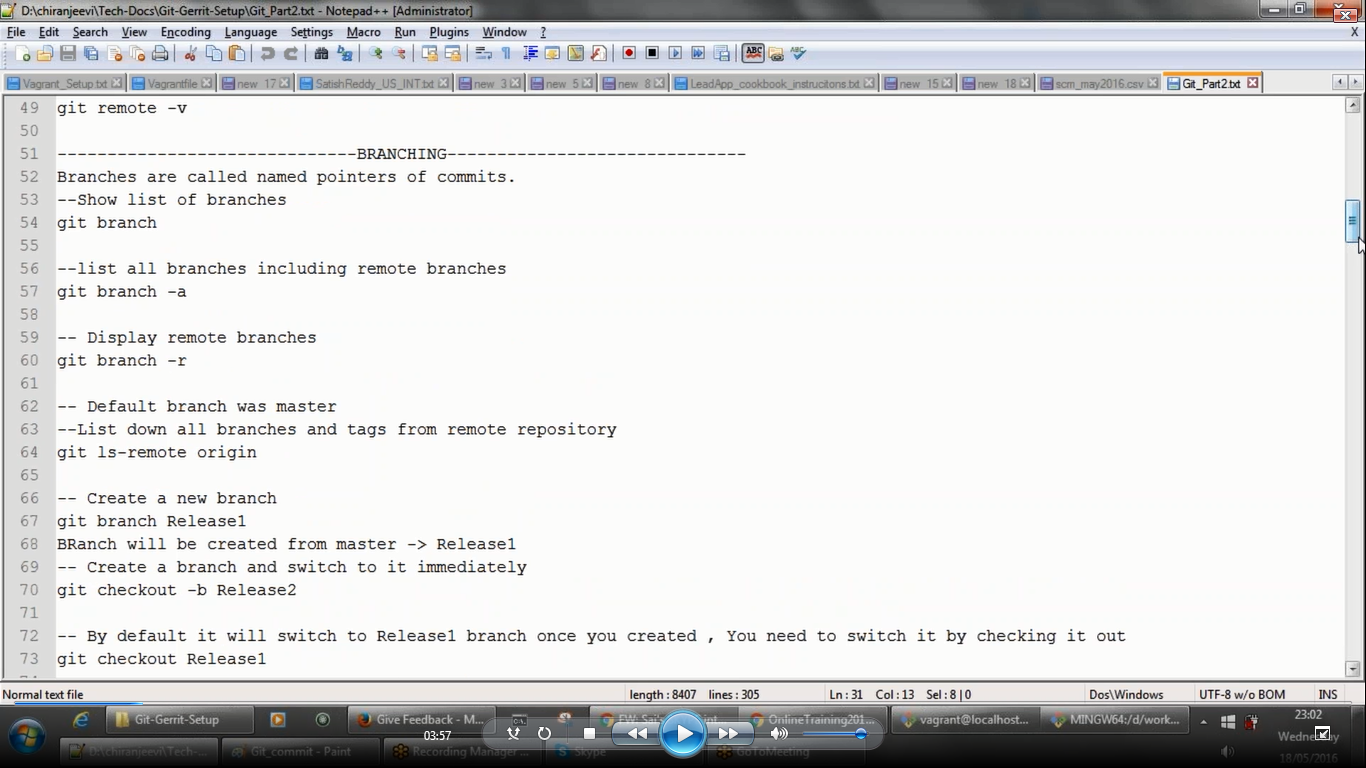 D:\chiranjeevi\Tech-Docs\Git-Gerrit-Setup\Git_Part2.txt - Notepad++ [Administrator]
File Edit Search View Encoding Language Settings Macro Run Plugins Window ? X
Vagrant_Setup.txt Vagrantfile new 17 SatishReddy_US_INT.txt new 3 new 5 new 8 LeadApp_cookbook_instrucitons.txt new 15 new 18 scm_may2016.csv Git_Part2.txt
49 git remote -v
50
51 ------------------------------BRANCHING------------------------------
52 Branches are called named pointers of commits.
53 --Show list of branches
54 git branch
55
56 --list all branches including remote branches
57 git branch -a
58
59 -- Display remote branches
60 git branch -r
61
62 -- Default branch was master
63 --List down all branches and tags from remote repository
64 git ls-remote origin
65
66 -- Create a new branch
67 git branch Release1
68 BRanch will be created from master -> Release1
69 -- Create a branch and switch to it immediately
70 git checkout -b Release2
71
72 -- By default it will switch to Release1 branch once you created , You need to switch it by checking it out
73 git checkout Release1
Normal text file length : 8407 lines : 305 Ln : 31 Col : 13 Sel : 8 | 0 Dos\Windows UTF-8 w/o BOM INS
Git-Gerrit-Setup Give Feedback - M... OnlineTraining201... vagrant@localhost... MINGW64:/d/work... 23:02
03:57 Wednesday
D:\chiranjeevi\Tech-... Git_commit - Paint Recording Manager ... Skype GoToMeeting 18/05/2016